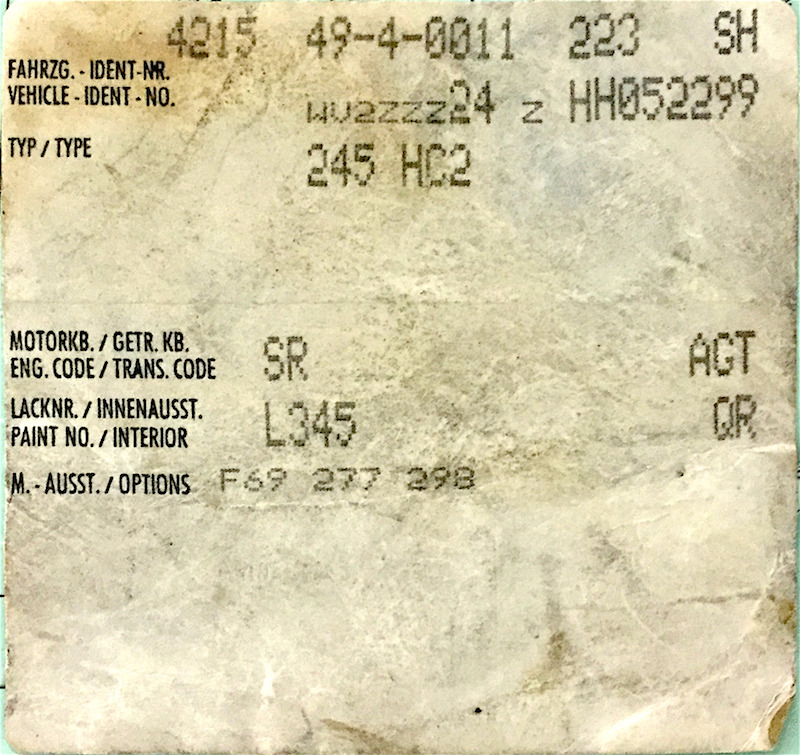 4215 49-4-0011 223 SH
FAHRZG. - IDENT-NR.
VEHICLE - IDENT - NO. WV2ZZZ24 Z HH052299
TYP / TYPE 245 HC2
MOTORKB. / GETR. KB.
ENG. CODE / TRANS. CODE SR AGT
LACKNR. / INNENAUSST.
PAINT NO. / INTERIOR L345 QR
M. - AUSST. / OPTIONS F69 277 298